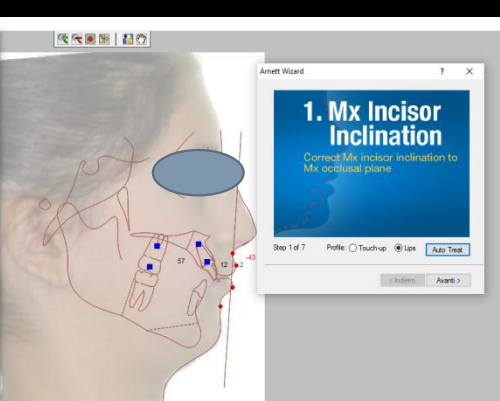 Arnett Wizard
?
X
1. Mx Incisor
Inclination
Correct Mx incisor inclination to
Mx occlusal plane
Step 1 of 7 Profile: Touch-up Lips Auto Treat
< Indietro Avanti >
57
12
2
-43